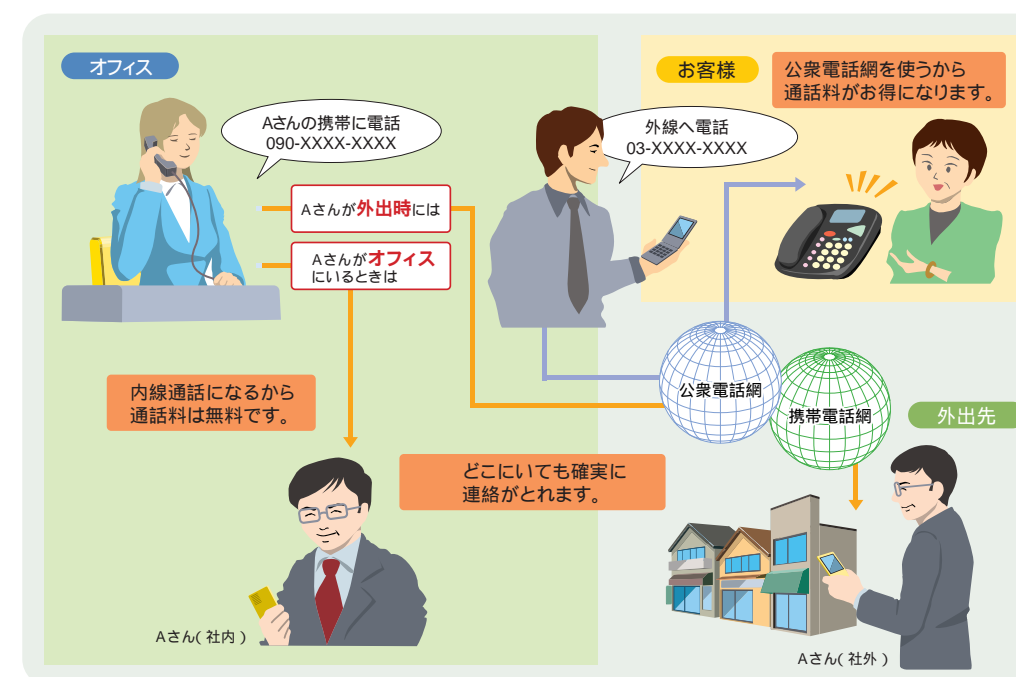 オフィス
お客様
公衆電話網を使うから
通話料がお得になります。
Aさんの携帯に電話
090-XXXX-XXXX
外線へ電話
03-XXXX-XXXX
Aさんが外出時には
Aさんがオフィス
にいるときは
内線通話になるから
通話料は無料です。
公衆電話網
携帯電話網
外出先
どこにいても確実に
連絡がとれます。
Aさん( 社内 )
Aさん( 社外 )